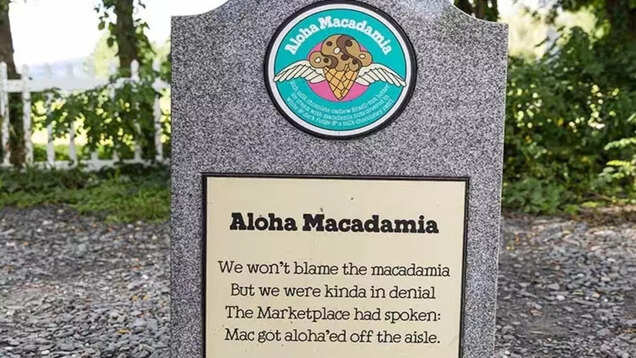 Aloha Macadamia
Aloha Macadamia
We won't blame the macadamia
But we were kinda in denial
The Marketplace had spoken:
Mac got aloha'ed off the aisle.